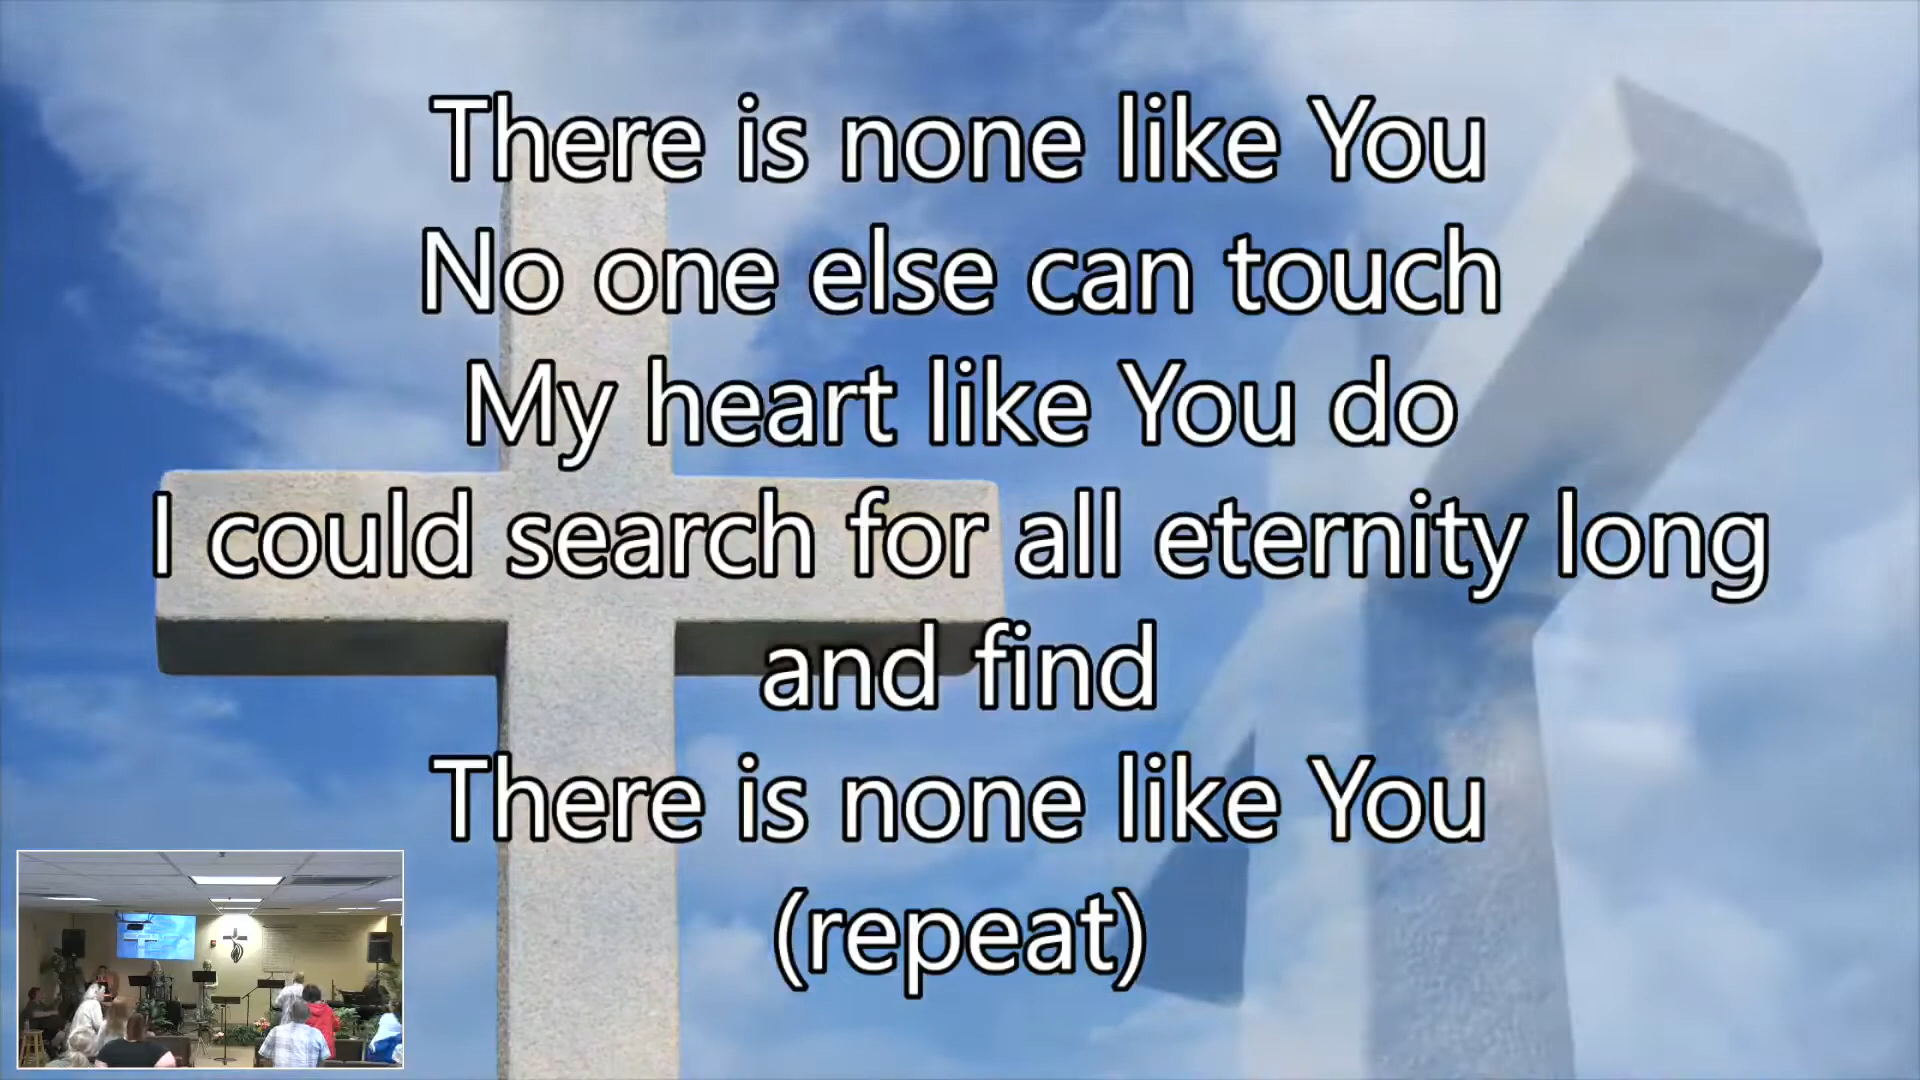 There is none like You
No one else can touch
My heart like You do
I could search for all eternity long
and find
There is none like You
(repeat)